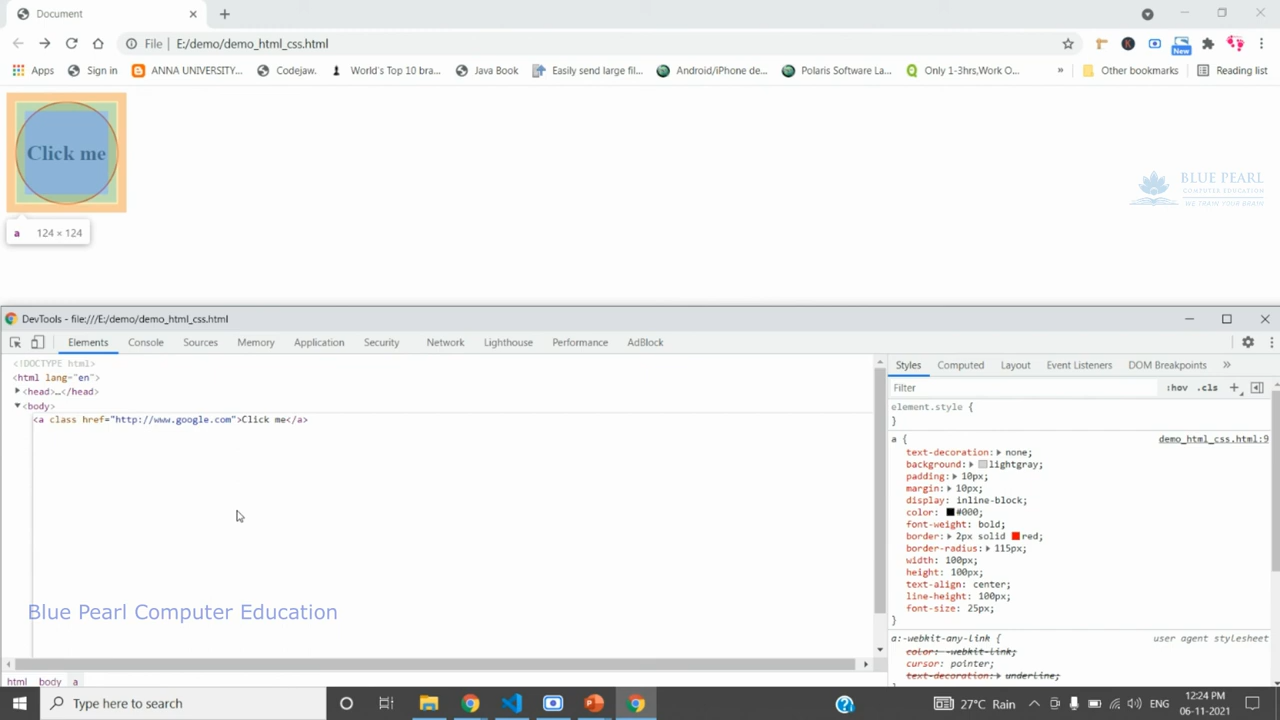 Document
File E:/demo/demo_html_css.html
New
Apps Sign in ANNA UNIVERSITY... Codejaw. World's Top 10 bra... Java Book Easily send large fil... Android/iPhone de... Polaris Software La... Only 1-3hrs,Work O... » Other bookmarks Reading list
Click me
BLUE PEARL
COMPUTER EDUCATION
WE TRAIN YOUR BRAIN
a 124 × 124
DevTools - file:///E:/demo/demo_html_css.html
Elements Console Sources Memory Application Security Network Lighthouse Performance AdBlock
<!DOCTYPE html>
<html lang="en">
<head>…</head>
<body>
<a class href="http://www.google.com">Click me</a>
Styles Computed Layout Event Listeners DOM Breakpoints »
Filter :hov .cls +
element.style {
}
a { demo_html_css.html:9
text-decoration: none;
background: lightgray;
padding: 10px;
margin: 10px;
display: inline-block;
color: #000;
font-weight: bold;
border: 2px solid red;
border-radius: 115px;
width: 100px;
height: 100px;
text-align: center;
line-height: 100px;
font-size: 25px;
}
a:-webkit-any-link { user agent stylesheet
color: -webkit-link;
cursor: pointer;
text-decoration: underline;
Blue Pearl Computer Education
html body a
Type here to search
27°C Rain ENG 12:24 PM
06-11-2021